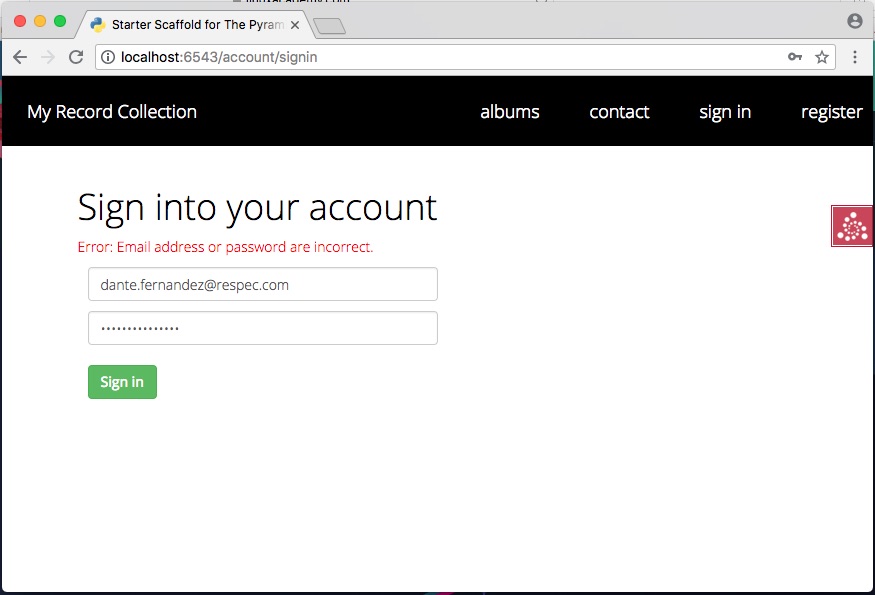 Starter Scaffold for The Pyram
localhost:6543/account/signin
My Record Collection albums contact sign in register
Sign into your account
Error: Email address or password are incorrect.
dante.fernandez@respec.com
•••••••••••••••
Sign in